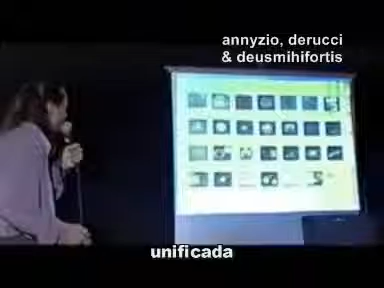 annyzio, derucci
& deusmihifortis
unificada